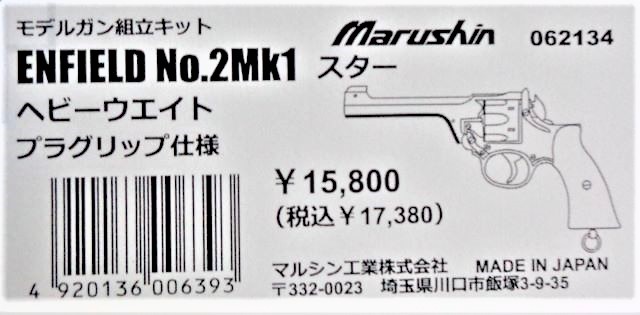 モデルガン組立キット
Marushin 062134
ENFIELD No.2Mk1 スター
ヘビーウエイト
プラグリップ仕様
￥15,800
(税込￥17,380)
4 920136 006393
マルシン工業株式会社 MADE IN JAPAN
〒332-0023 埼玉県川口市飯塚3-9-35